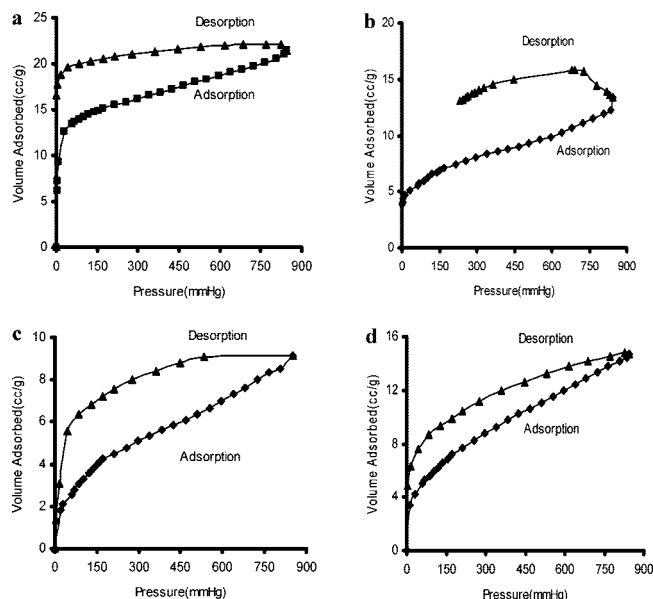 a
Desorption
Adsorption
Volume Adsorbed(cc/g)
25
20
15
10
5
0
0 150 300 450 600 750 900
Pressure(mmHg)
b
Desorption
Adsorption
Volume Adsorbed(cc/g)
20
15
10
5
0
0 150 300 450 600 750 900
Pressure(mmHg)
c
Desorption
Adsorption
Volume Adsorbed(cc/g)
10
8
6
4
2
0
0 150 300 450 600 750 900
Pressure(mmHg)
d
Desorption
Adsorption
Volume Adsorbed(cc/g)
16
12
8
4
0
0 150 300 450 600 750 900
Pressure(mmHg)